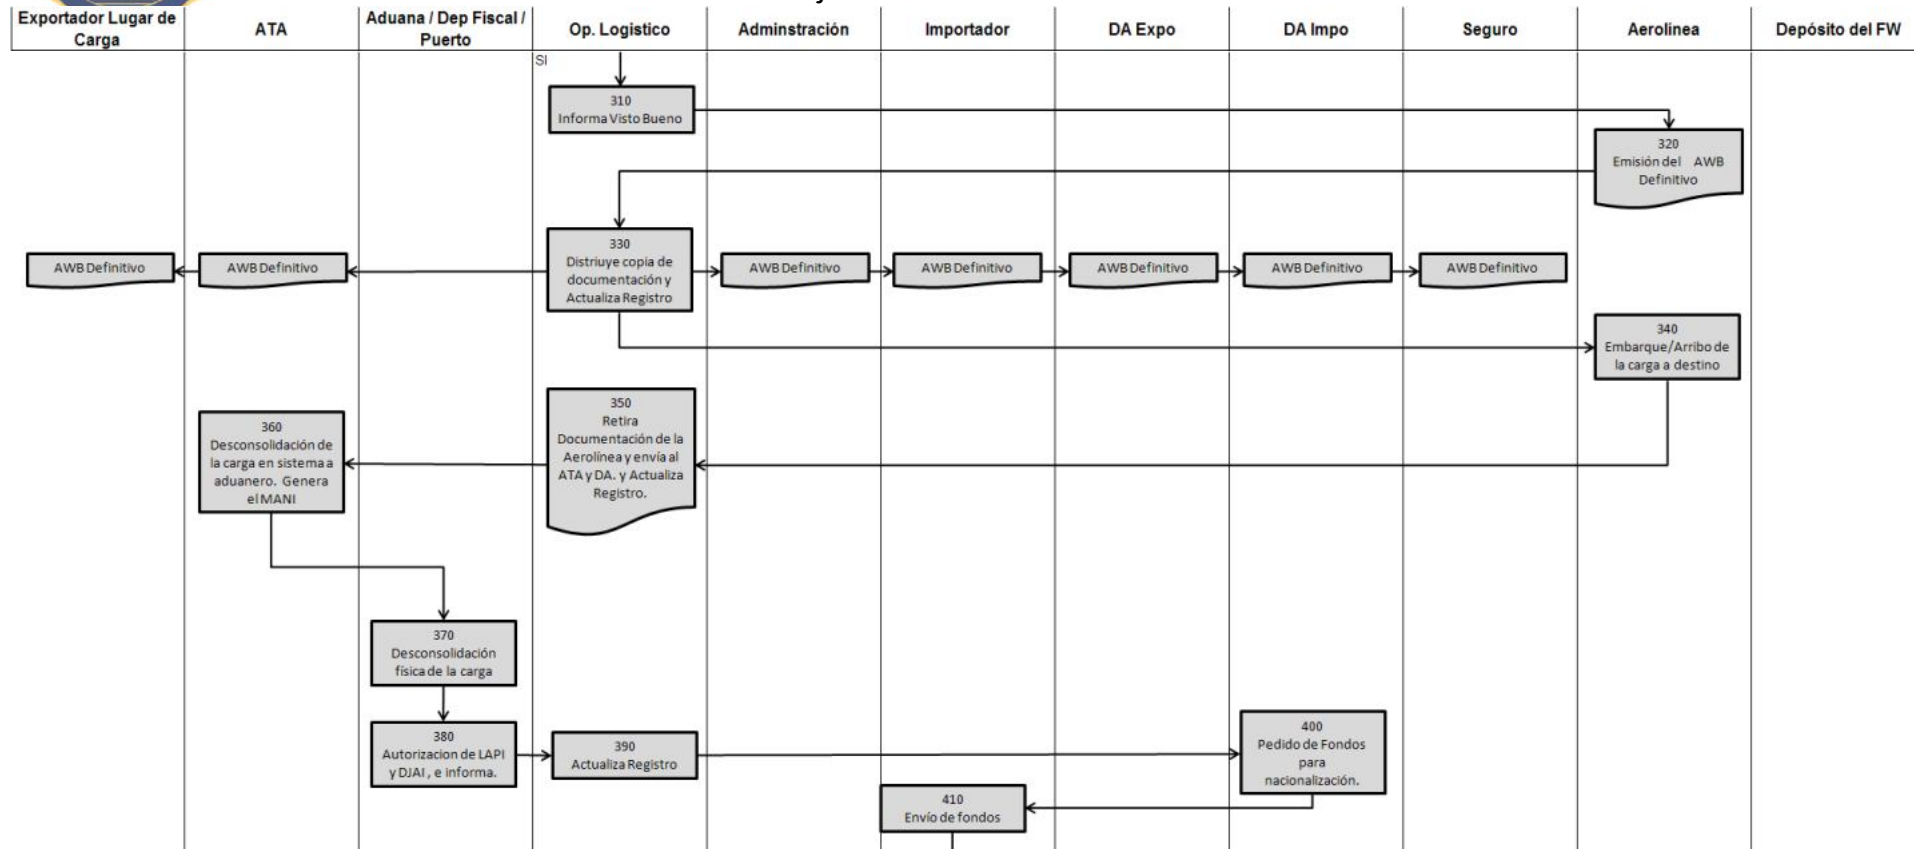 Exportador Lugar de
Carga
ATA
Aduana / Dep Fiscal /
Puerto
Op. Logistico
Adminstración
Importador
DA Expo
DA Impo
Seguro
Aerolinea
Depósito del FW
SI
310
Informa Visto Bueno
320
Emisión del AWB
Definitivo
330
Distriuye copia de
documentación y
Actualiza Registro
AWB Definitivo
AWB Definitivo
AWB Definitivo
AWB Definitivo
AWB Definitivo
AWB Definitivo
AWB Definitivo
340
Embarque/Arribo de
la carga a destino
350
Retira
Documentación de la
Aerolínea y envía al
ATA y DA. y Actualiza
Registro.
360
Desconsolidación de
la carga en sistema a
aduanero. Genera
el MANI
370
Desconsolidación
física de la carga
380
Autorizacion de LAPI
y DJAI , e informa.
390
Actualiza Registro
400
Pedido de Fondos
para
nacionalización.
410
Envío de fondos